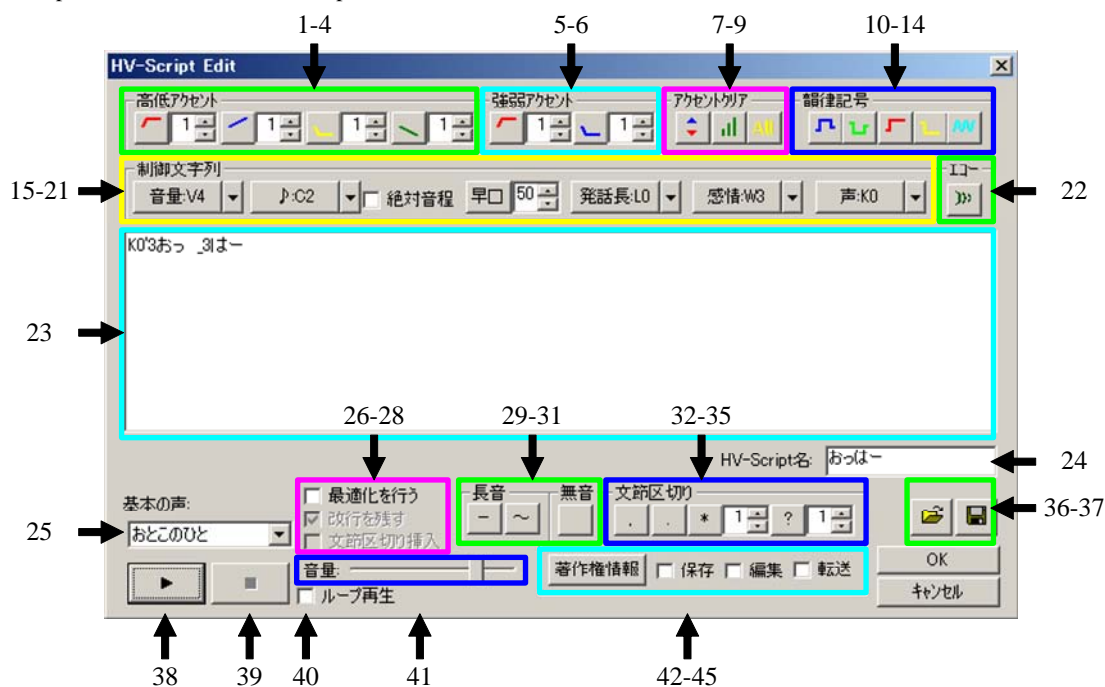 1-4 5-6 7-9 10-14
HV-Script Edit
高低アクセント 強弱アクセント アクセントクリア 韻律記号
1 1 1 1 1 1 All
15-21 制御文字列 エコー 22
音量:V4 ♪:C2 絶対音程 早口 50 発話長:L0 感情:W3 声:K0
K0'3おっ _3|はー
23
26-28 29-31 32-35
HV-Script名: おっはー 24
基本の声: 最適化を行う 長音 無音 文節区切り 36-37
改行を残す - ~ , . * 1 ? 1
25 おとこのひと 文節区切り挿入
音量: 著作権情報 保存 編集 転送 OK
ループ再生 キャンセル
38 39 40 41 42-45